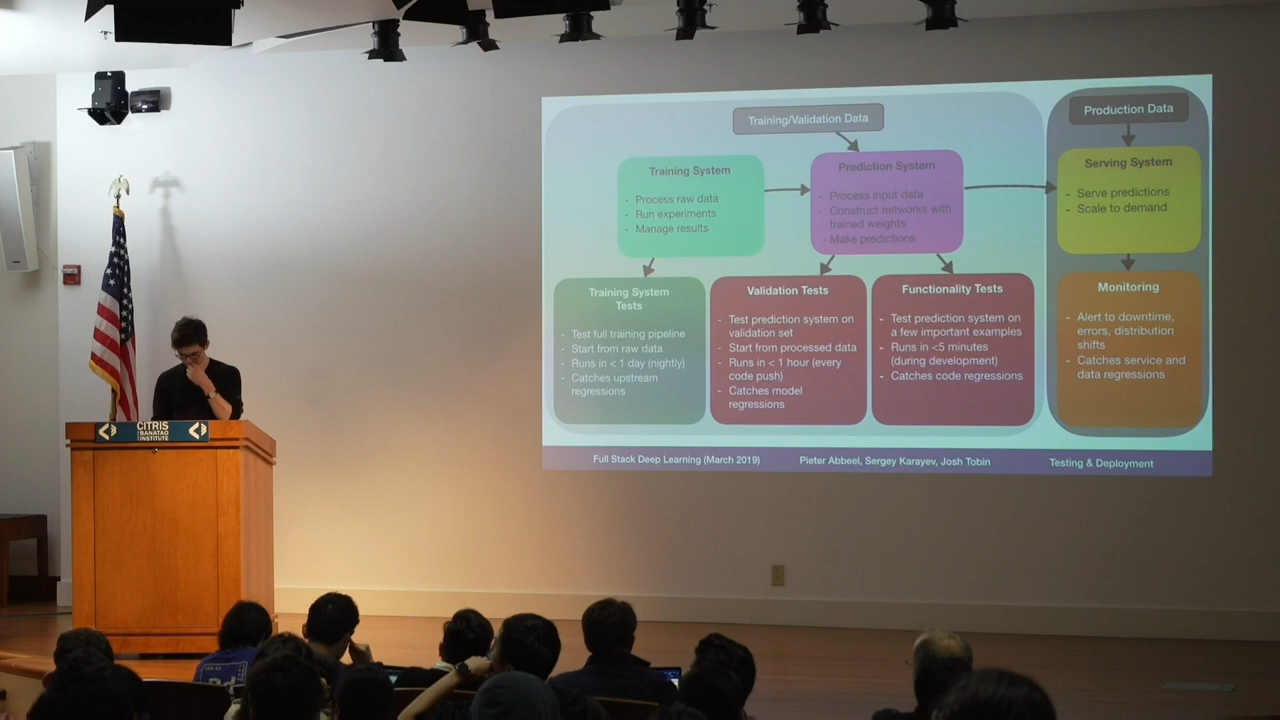 Training/Validation Data
Production Data
Training System
- Process raw data
- Run experiments
- Manage results
Prediction System
- Process input data
- Construct networks with
trained weights
- Make predictions
Serving System
- Serve predictions
- Scale to demand
Training System
Tests
- Test full training pipeline
- Start from raw data
- Runs in < 1 day (nightly)
- Catches upstream
regressions
Validation Tests
- Test prediction system on
validation set
- Start from processed data
- Runs in < 1 hour (every
code push)
- Catches model
regressions
Functionality Tests
- Test prediction system on
a few important examples
- Runs in <5 minutes
(during development)
- Catches code regressions
Monitoring
- Alert to downtime,
errors, distribution
shifts
- Catches service and
data regressions
Full Stack Deep Learning (March 2019)
Pieter Abbeel, Sergey Karayev, Josh Tobin
Testing & Deployment
CITRIS
BANATAO
INSTITUTE